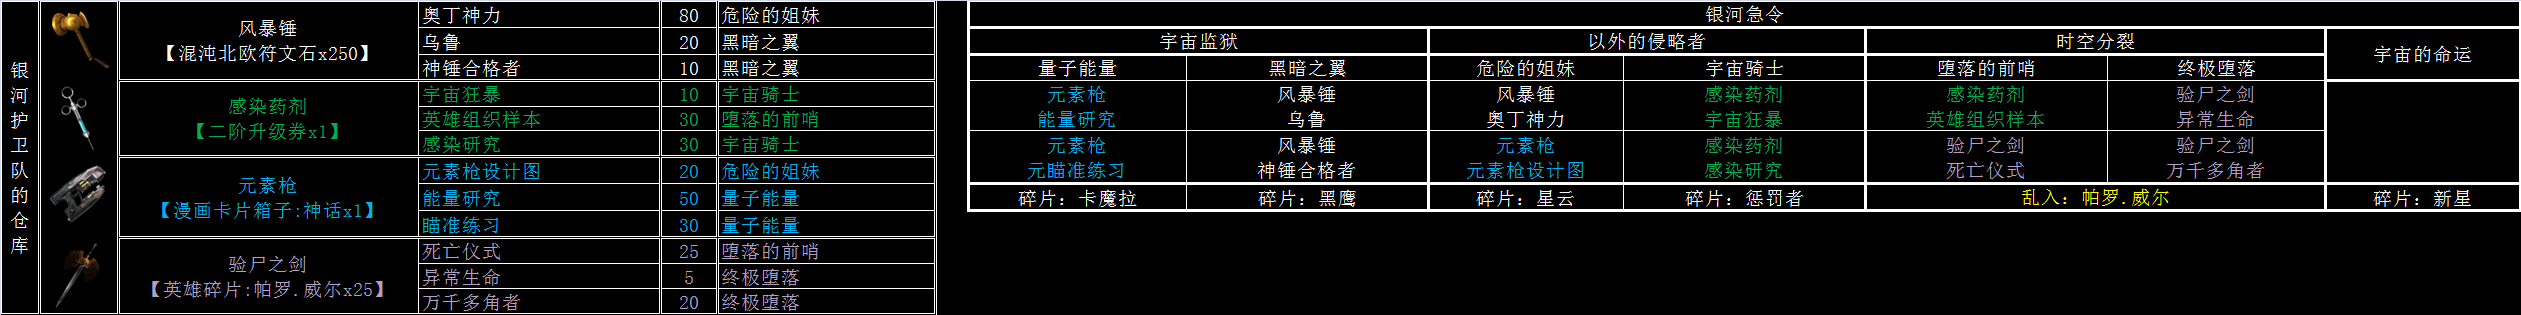 银河护卫队的仓库
风暴锤
【混沌北欧符文石x250】
奥丁神力 80 危险的姐妹
乌鲁 20 黑暗之翼
神锤合格者 10 黑暗之翼
感染药剂
【二阶升级券x1】
宇宙狂暴 10 宇宙骑士
英雄组织样本 30 堕落的前哨
感染研究 30 宇宙骑士
元素枪
【漫画卡片箱子:神话x1】
元素枪设计图 20 危险的姐妹
能量研究 50 量子能量
瞄准练习 30 量子能量
验尸之剑
【英雄碎片:帕罗.威尔x25】
死亡仪式 25 堕落的前哨
异常生命 5 终极堕落
万千多角者 20 终极堕落
银河急令
宇宙监狱 以外的侵略者 时空分裂 宇宙的命运
量子能量 黑暗之翼 危险的姐妹 宇宙骑士 堕落的前哨 终极堕落
元素枪 风暴锤 风暴锤 感染药剂 感染药剂 验尸之剑
能量研究 乌鲁 奥丁神力 宇宙狂暴 英雄组织样本 异常生命
元素枪 风暴锤 元素枪 感染药剂 验尸之剑 验尸之剑
元瞄准练习 神锤合格者 元素枪设计图 感染研究 死亡仪式 万千多角者
碎片：卡魔拉 碎片：黑鹰 碎片：星云 碎片：惩罚者 乱入：帕罗.威尔 碎片：新星